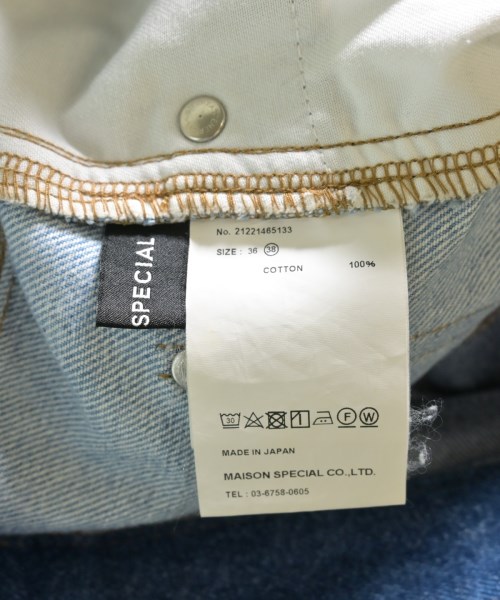 No. 21221465133
SIZE : 36 38
COTTON 100%
SPECIAL
30 F W
MADE IN JAPAN
MAISON SPECIAL CO.,LTD.
TEL : 03-6758-0605